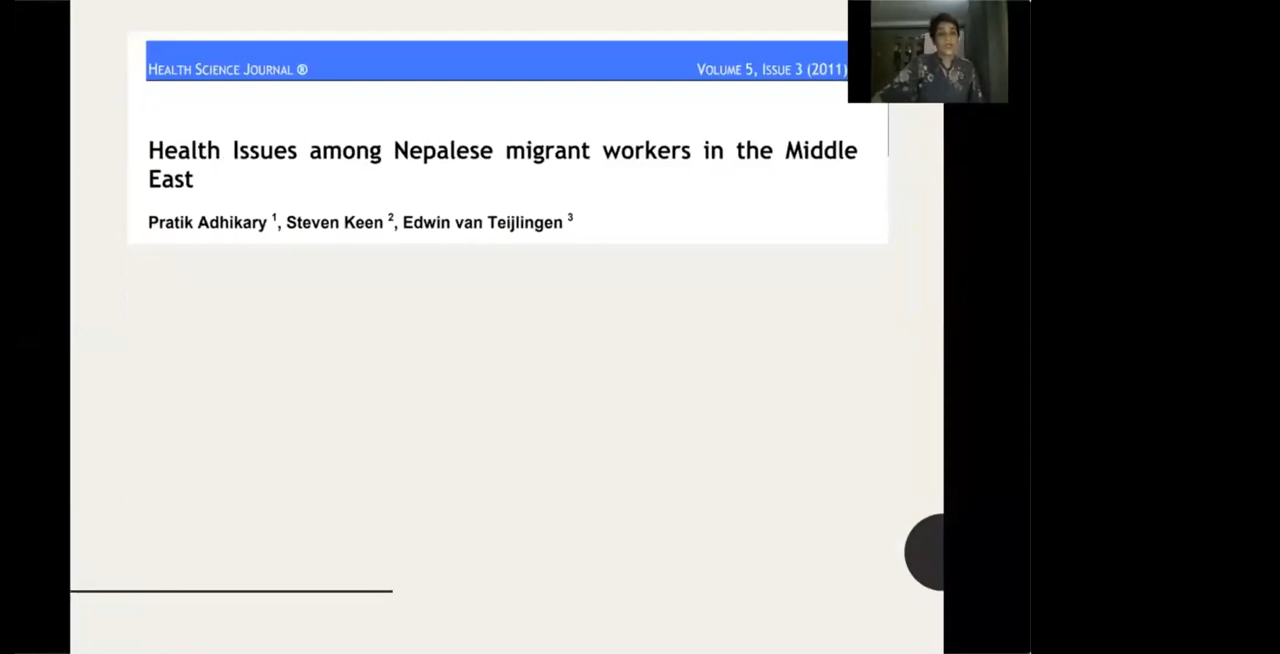 HEALTH SCIENCE JOURNAL ®
VOLUME 5, ISSUE 3 (2011)
Health Issues among Nepalese migrant workers in the Middle
East
Pratik Adhikary 1, Steven Keen 2, Edwin van Teijlingen 3